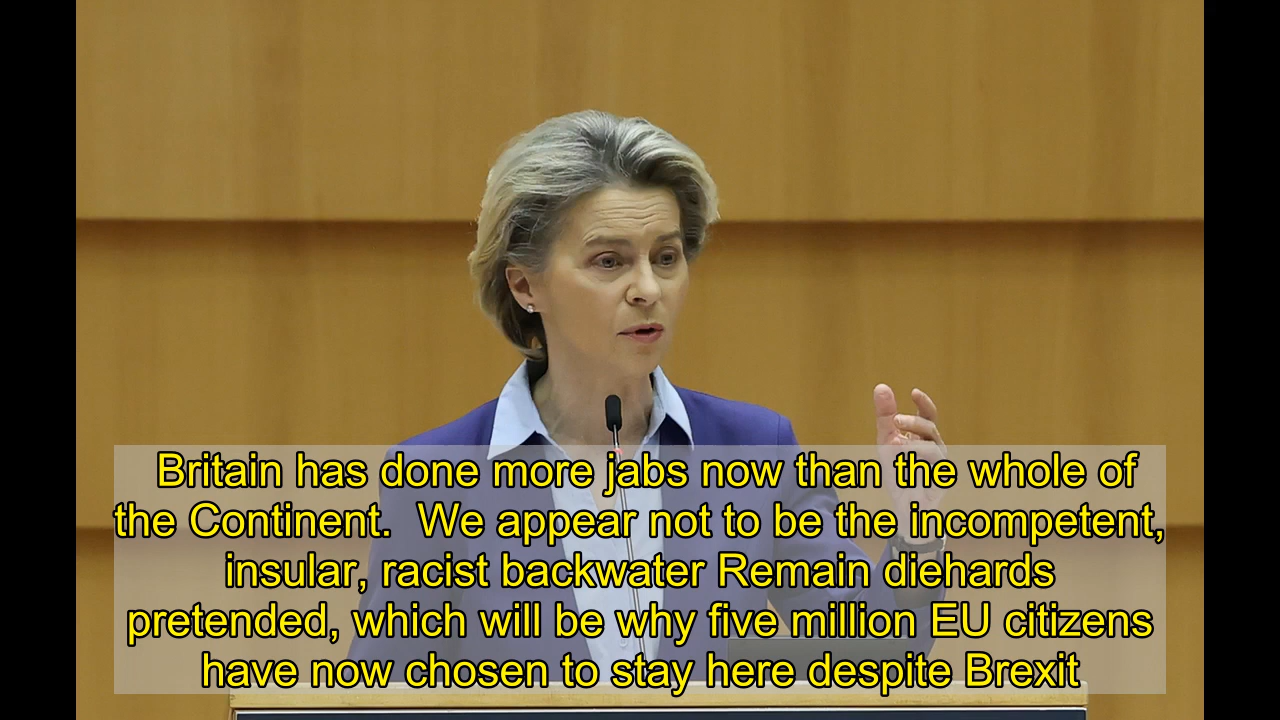 Britain has done more jabs now than the whole of
the Continent.  We appear not to be the incompetent,
insular, racist backwater Remain diehards
pretended, which will be why five million EU citizens
have now chosen to stay here despite Brexit